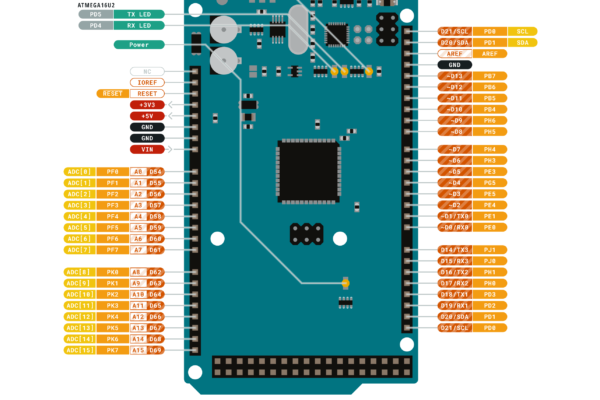 ATMEGA16U2
PD5 TX LED
PD4 RX LED
Power
NC
IOREF
RESET RESET
+3V3
+5V
GND
GND
VIN
ADC[0] PF0 A0 D54
ADC[1] PF1 A1 D55
ADC[2] PF2 A2 D56
ADC[3] PF3 A3 D57
ADC[4] PF4 A4 D58
ADC[5] PF5 A5 D59
ADC[6] PF6 A6 D60
ADC[7] PF7 A7 D61
ADC[8] PK0 A8 D62
ADC[9] PK1 A9 D63
ADC[10] PK2 A10 D64
ADC[11] PK3 A11 D65
ADC[12] PK4 A12 D66
ADC[13] PK5 A13 D67
ADC[14] PK6 A14 D68
ADC[15] PK7 A15 D69
D21/SCL PD0 SCL
D20/SDA PD1 SDA
AREF AREF
GND
~D13 PB7
~D12 PB6
~D11 PB5
~D10 PB4
~D9 PH6
~D8 PH5
~D7 PH4
~D6 PH3
~D5 PE3
~D4 PG5
~D3 PE5
~D2 PE4
~D1/TX0 PE1
~D0/RX0 PE0
D14/TX3 PJ1
D15/RX3 PJ0
D16/TX2 PH1
D17/RX2 PH0
D18/TX1 PD3
D19/RX1 PD2
D20/SDA PD1
D21/SCL PD0